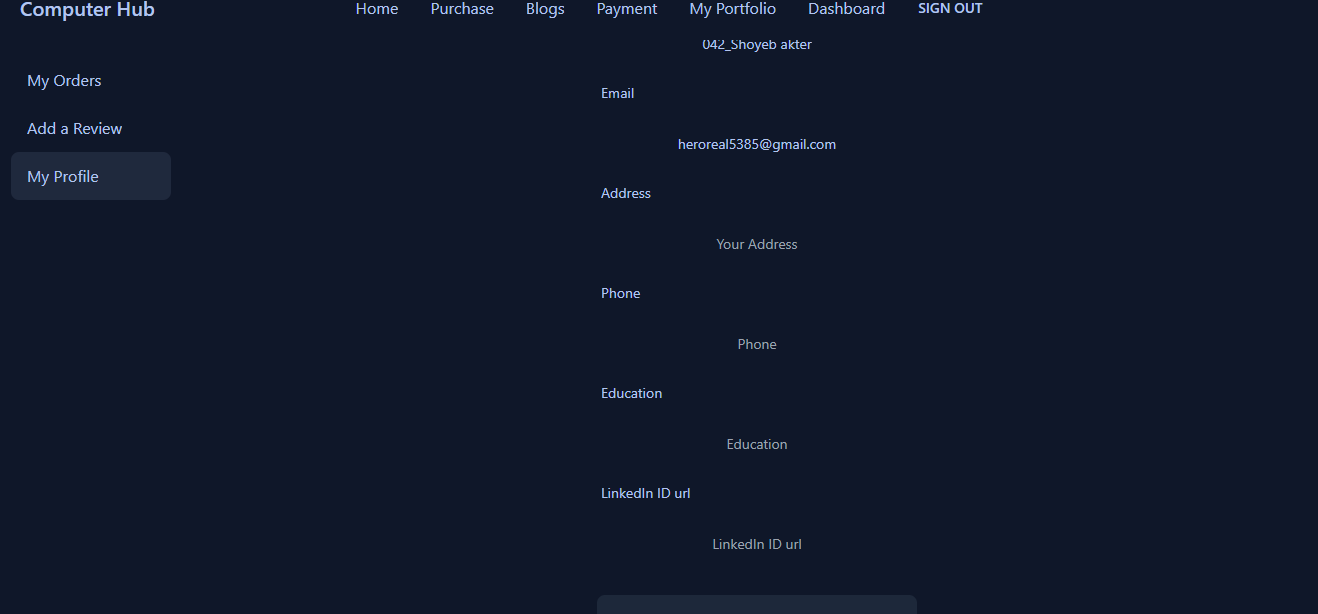 Computer Hub
Home Purchase Blogs Payment My Portfolio Dashboard SIGN OUT
My Orders
Add a Review
My Profile
042_Shoyeb akter
Email
heroreal5385@gmail.com
Address
Your Address
Phone
Phone
Education
Education
LinkedIn ID url
LinkedIn ID url